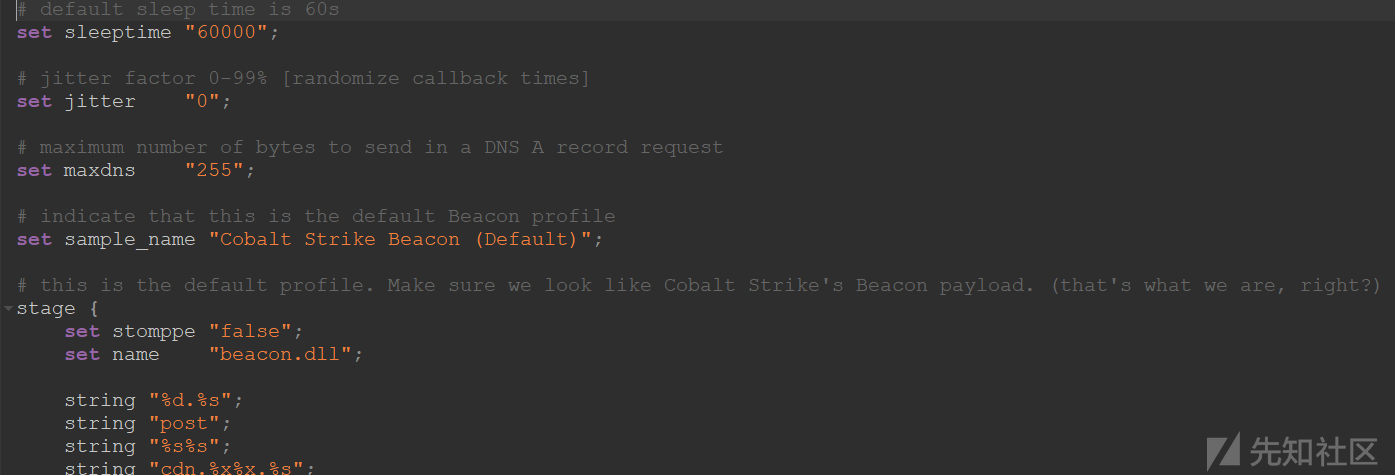 # default sleep time is 60s
set sleeptime "60000";
# jitter factor 0-99% [randomize callback times]
set jitter    "0";
# maximum number of bytes to send in a DNS A record request
set maxdns    "255";
# indicate that this is the default Beacon profile
set sample_name "Cobalt Strike Beacon (Default)";
# this is the default profile. Make sure we look like Cobalt Strike's Beacon payload. (that's what we are, right?)
stage {
    set stomppe "false";
    set name    "beacon.dll";
    string "%d.%s";
    string "post";
    string "%s%s";
    string "cdn.%x%x.%s";
先知社区